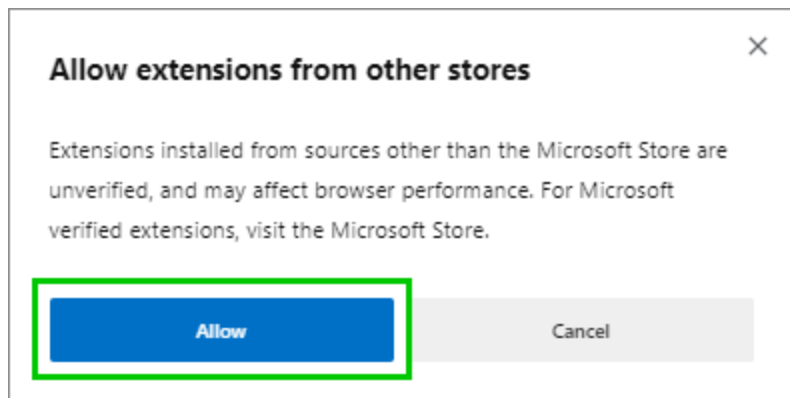 Allow extensions from other stores
Extensions installed from sources other than the Microsoft Store are
unverified, and may affect browser performance. For Microsoft
verified extensions, visit the Microsoft Store.
Allow
Cancel